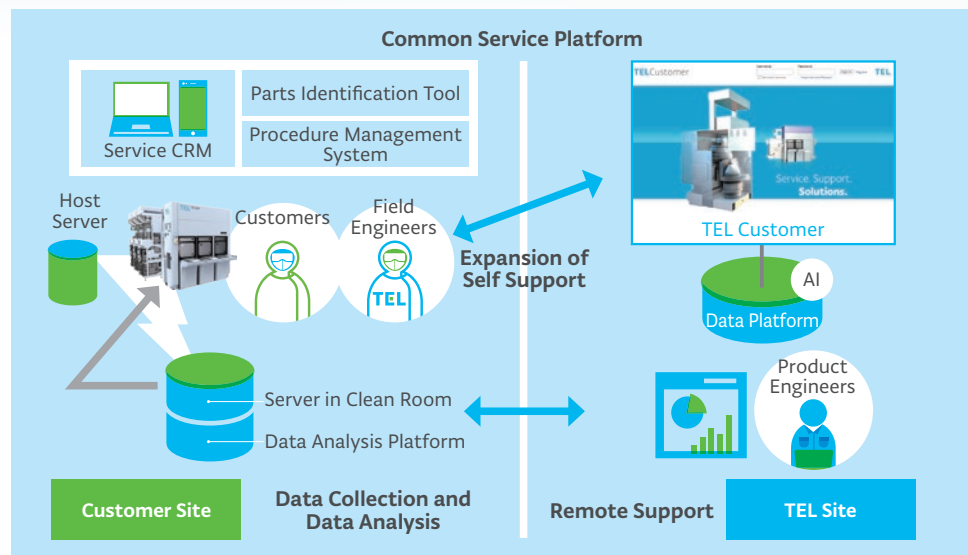 Common Service Platform
Service CRM
Parts Identification Tool
Procedure Management
System
TELCustomer
TEL
Service. Support.
Solutions.
TEL Customer
Host
Server
TEL
Customers
Field
Engineers
TEL
Expansion of
Self Support
AI
Data Platform
Product
Engineers
Server in Clean Room
Data Analysis Platform
Customer Site
Data Collection and
Data Analysis
Remote Support
TEL Site